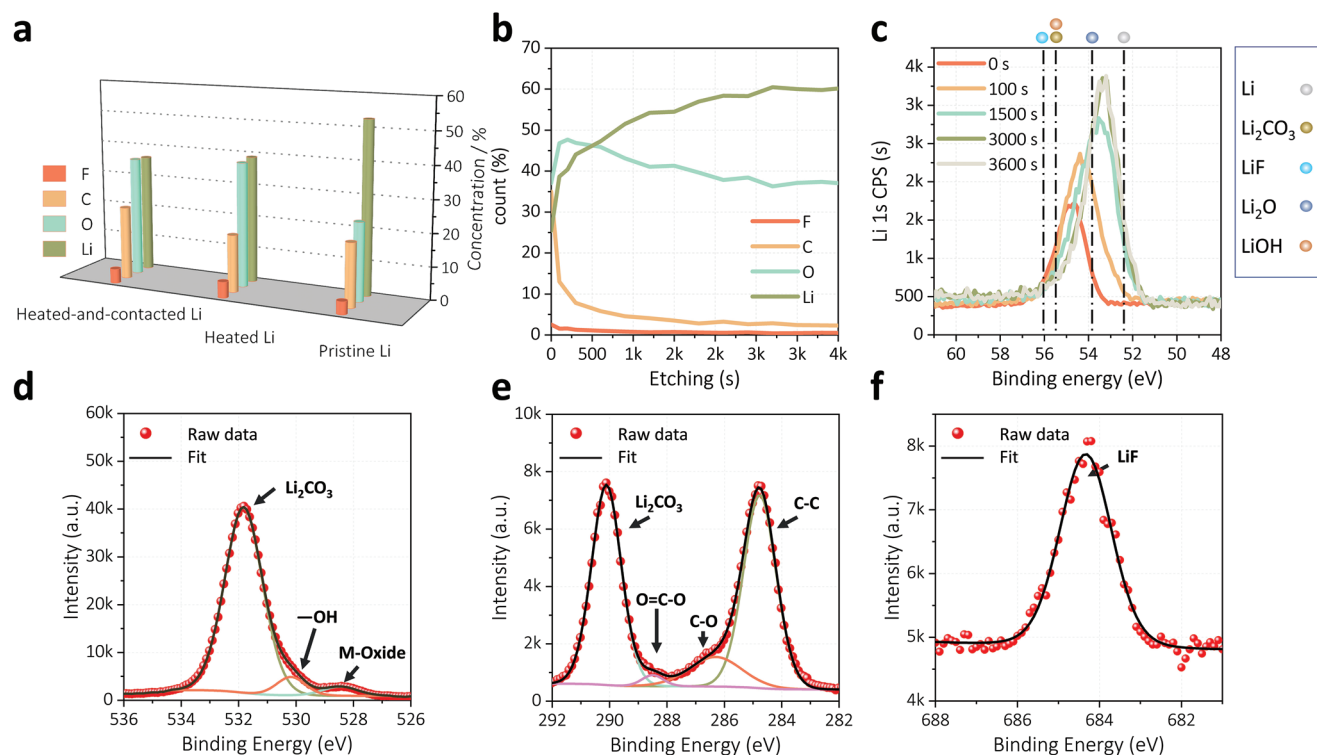 a
F
C
O
Li
60
50
40
30
20
10
0
Concentration / %
Heated-and-contacted Li
Heated Li
Pristine Li
b
70
60
50
40
30
20
10
0
count (%)
F
C
O
Li
0
500
1k
2k
2k
3k
3k
4k
4k
Etching (s)
c
4k
4k
3k
3k
2k
2k
1k
500
0
Li 1s CPS (s)
0 s
100 s
1500 s
3000 s
3600 s
60
58
56
54
52
50
48
Binding energy (eV)
Li
Li₂CO₃
LiF
Li₂O
LiOH
d
60k
50k
40k
30k
20k
10k
0
Intensity (a.u.)
Raw data
Fit
Li₂CO₃
—OH
M-Oxide
536
534
532
530
528
526
Binding Energy (eV)
e
10k
8k
6k
4k
2k
0
Intensity (a.u.)
Raw data
Fit
Li₂CO₃
O=C-O
C-O
C-C
292
290
288
286
284
282
Binding Energy (eV)
f
8k
7k
6k
5k
4k
Intensity (a.u.)
Raw data
Fit
LiF
688
686
684
682
Binding Energy (eV)